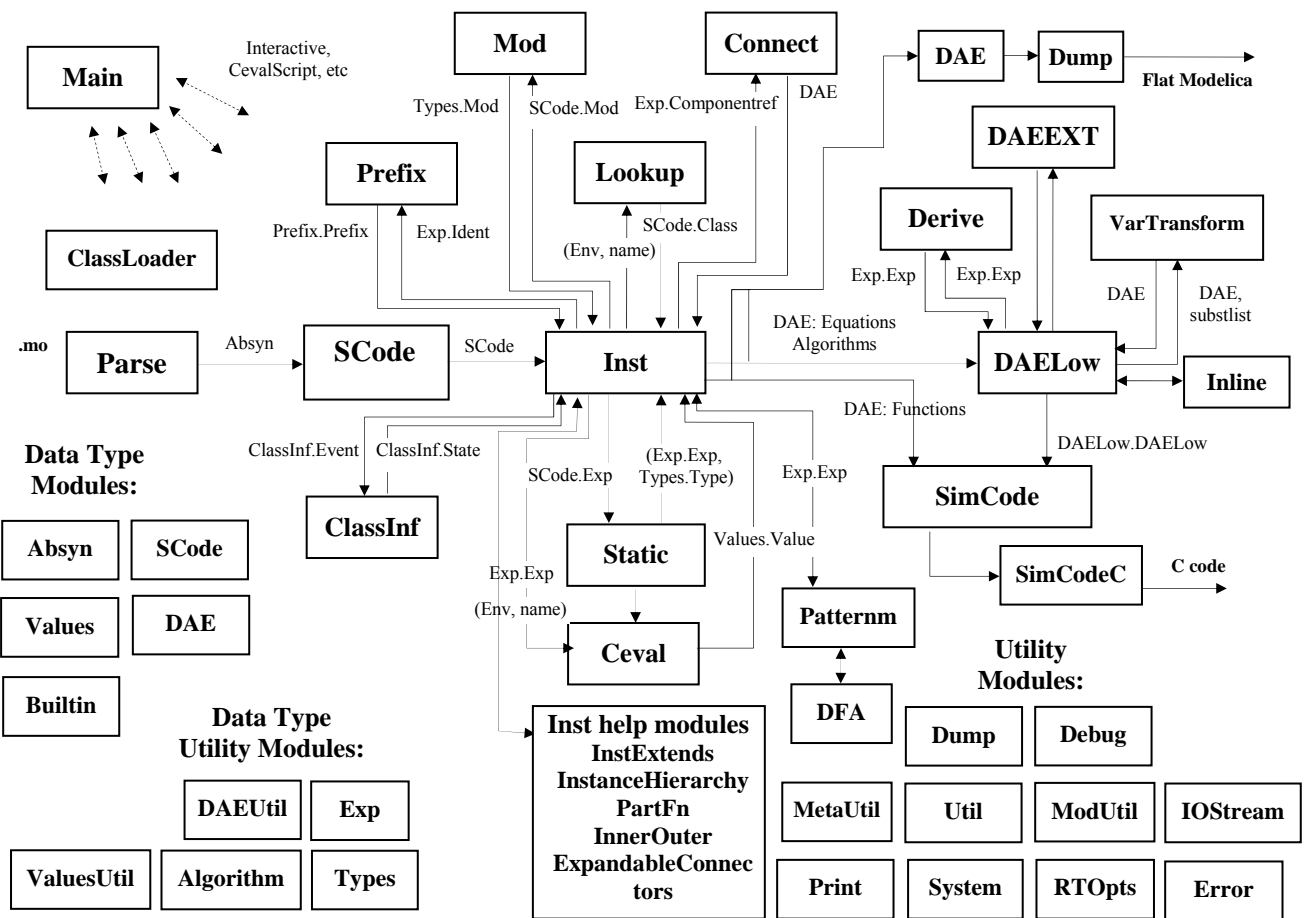 Main
Interactive,
CevalScript, etc
Mod
Connect
DAE
Dump
Flat Modelica
Types.Mod
SCode.Mod
Exp.Componentref
DAE
DAEEXT
Prefix
Lookup
Derive
VarTransform
Prefix.Prefix
Exp.Ident
(Env, name)
SCode.Class
ClassLoader
Exp.Exp
Exp.Exp
DAE
DAE,
substlist
.mo
Parse
Absyn
SCode
SCode
Inst
DAE: Equations
Algorithms
DAELow
Inline
DAE: Functions
DAELow.DAELow
ClassInf.Event
ClassInf.State
SCode.Exp
(Exp.Exp,
Types.Type)
Exp.Exp
SimCode
Data Type
Modules:
ClassInf
Static
Values.Value
SimCodeC
C code
Absyn
SCode
Exp.Exp
(Env, name)
Ceval
Patternm
Values
DAE
Utility
Modules:
Builtin
Data Type
Utility Modules:
DFA
Inst help modules
InstExtends
InstanceHierarchy
PartFn
InnerOuter
ExpandableConnec
tors
Dump
Debug
DAEUtil
Exp
MetaUtil
Util
ModUtil
IOStream
ValuesUtil
Algorithm
Types
Print
System
RTOpts
Error